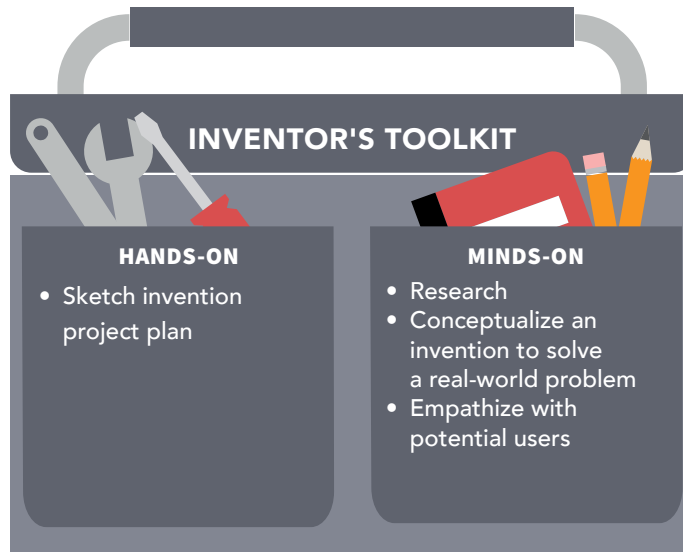 INVENTOR'S TOOLKIT
HANDS-ON
• Sketch invention
project plan
MINDS-ON
• Research
• Conceptualize an
invention to solve
a real-world problem
• Empathize with
potential users